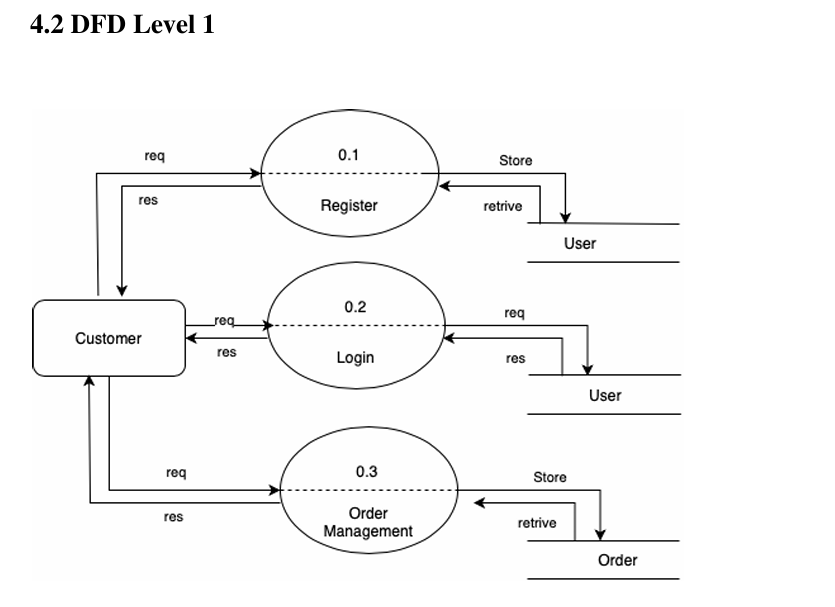 4.2 DFD Level 1
req
0.1
Store
res
Register
retrive
User
0.2
req
req
Customer
res
Login
res
User
0.3
req
Store
res
Order
Management
retrive
Order